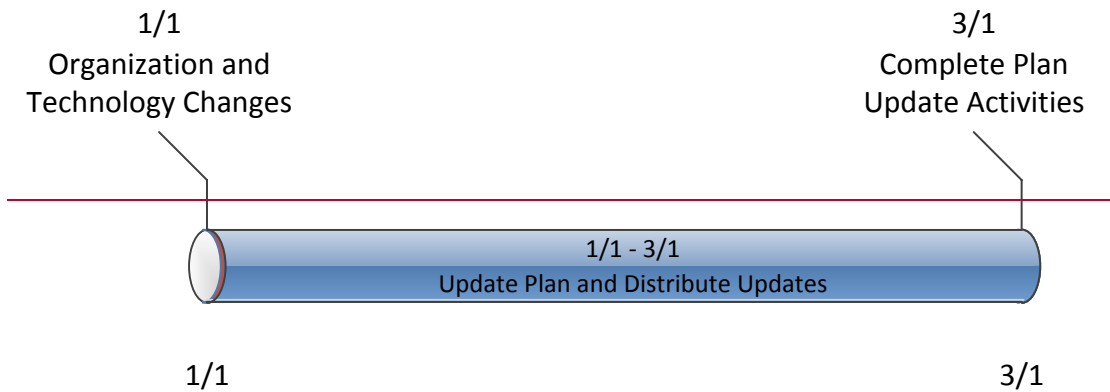 1/1
Organization and
Technology Changes
3/1
Complete Plan
Update Activities
1/1 - 3/1
Update Plan and Distribute Updates
1/1
3/1